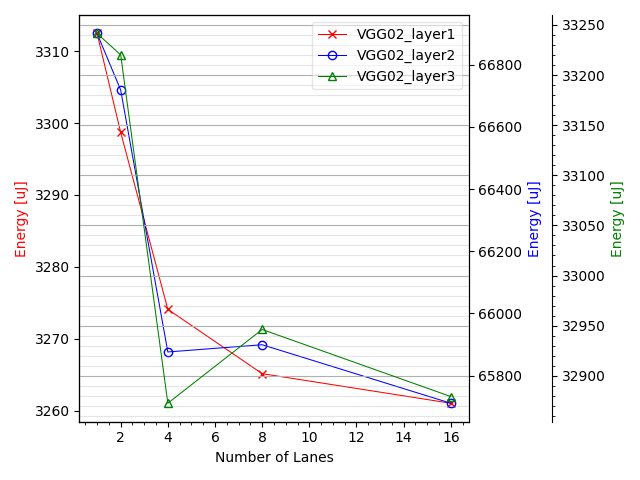 VGG02_layer1
VGG02_layer2
VGG02_layer3
Energy [uJ]
3310
3300
3290
3280
3270
3260
66800
66600
66400
66200
66000
65800
Energy [uJ]
33250
33200
33150
33100
33050
33000
32950
32900
Energy [uJ]
2 4 6 8 10 12 14 16
Number of Lanes